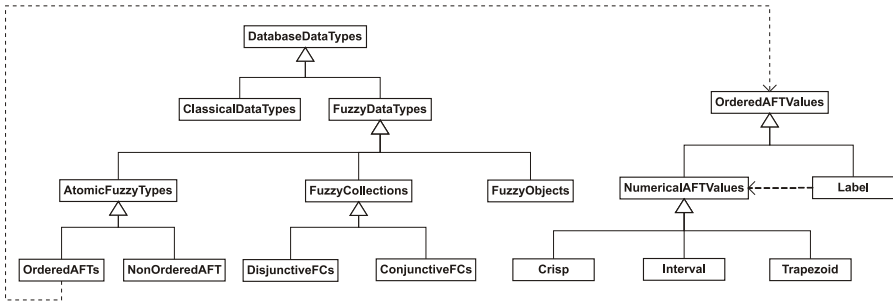 DatabaseDataTypes
ClassicalDataTypes
FuzzyDataTypes
OrderedAFTValues
AtomicFuzzyTypes
FuzzyCollections
FuzzyObjects
NumericalAFTValues
Label
OrderedAFTs
NonOrderedAFT
DisjunctiveFCs
ConjunctiveFCs
Crisp
Interval
Trapezoid